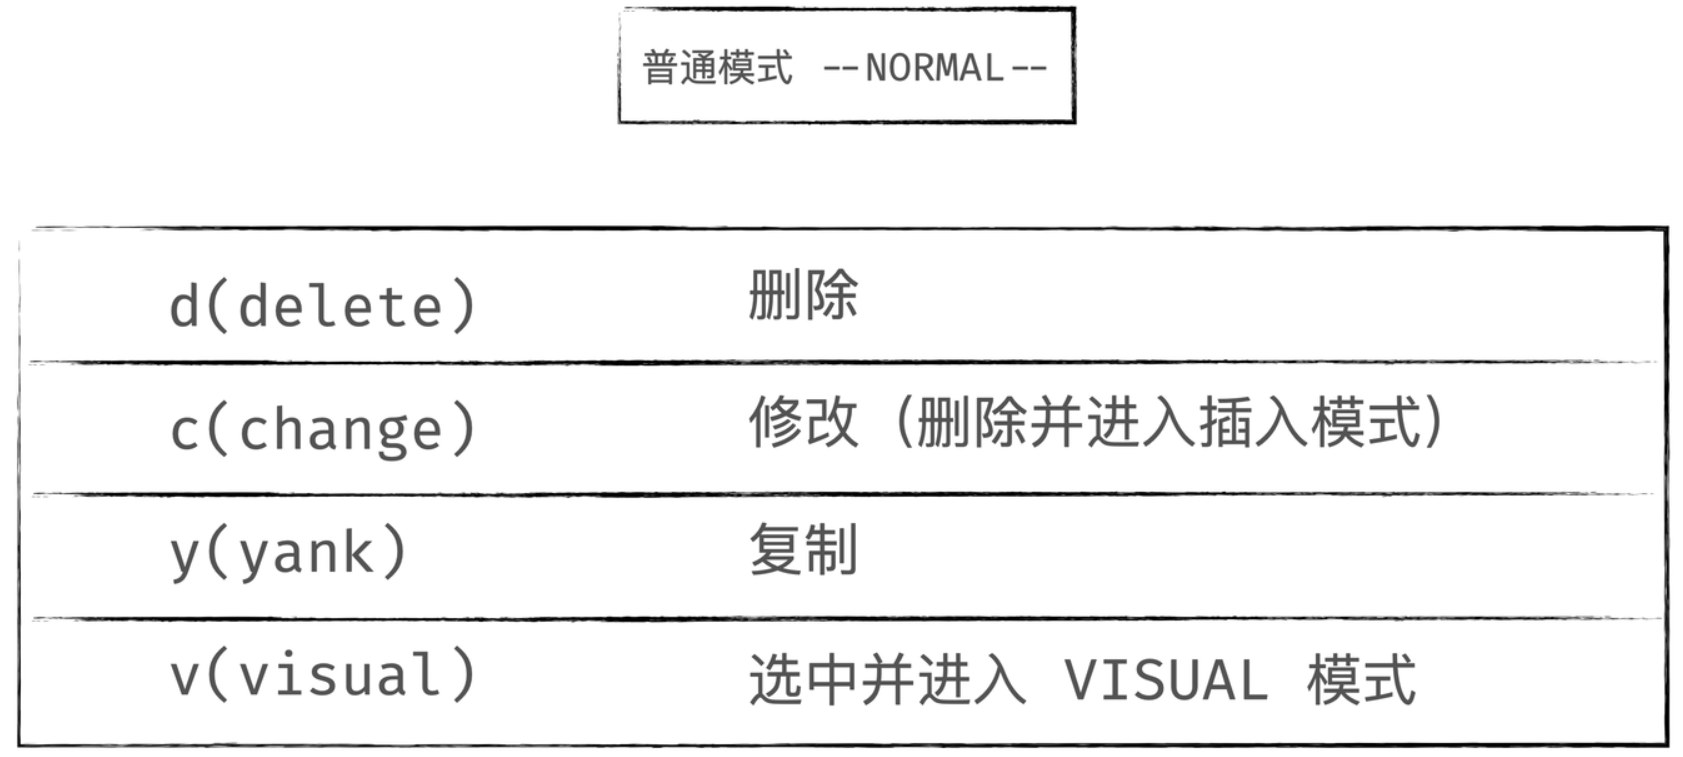 普通模式 --NORMAL--
d(delete) 删除
c(change) 修改（删除并进入插入模式）
y(yank) 复制
v(visual) 选中并进入 VISUAL 模式